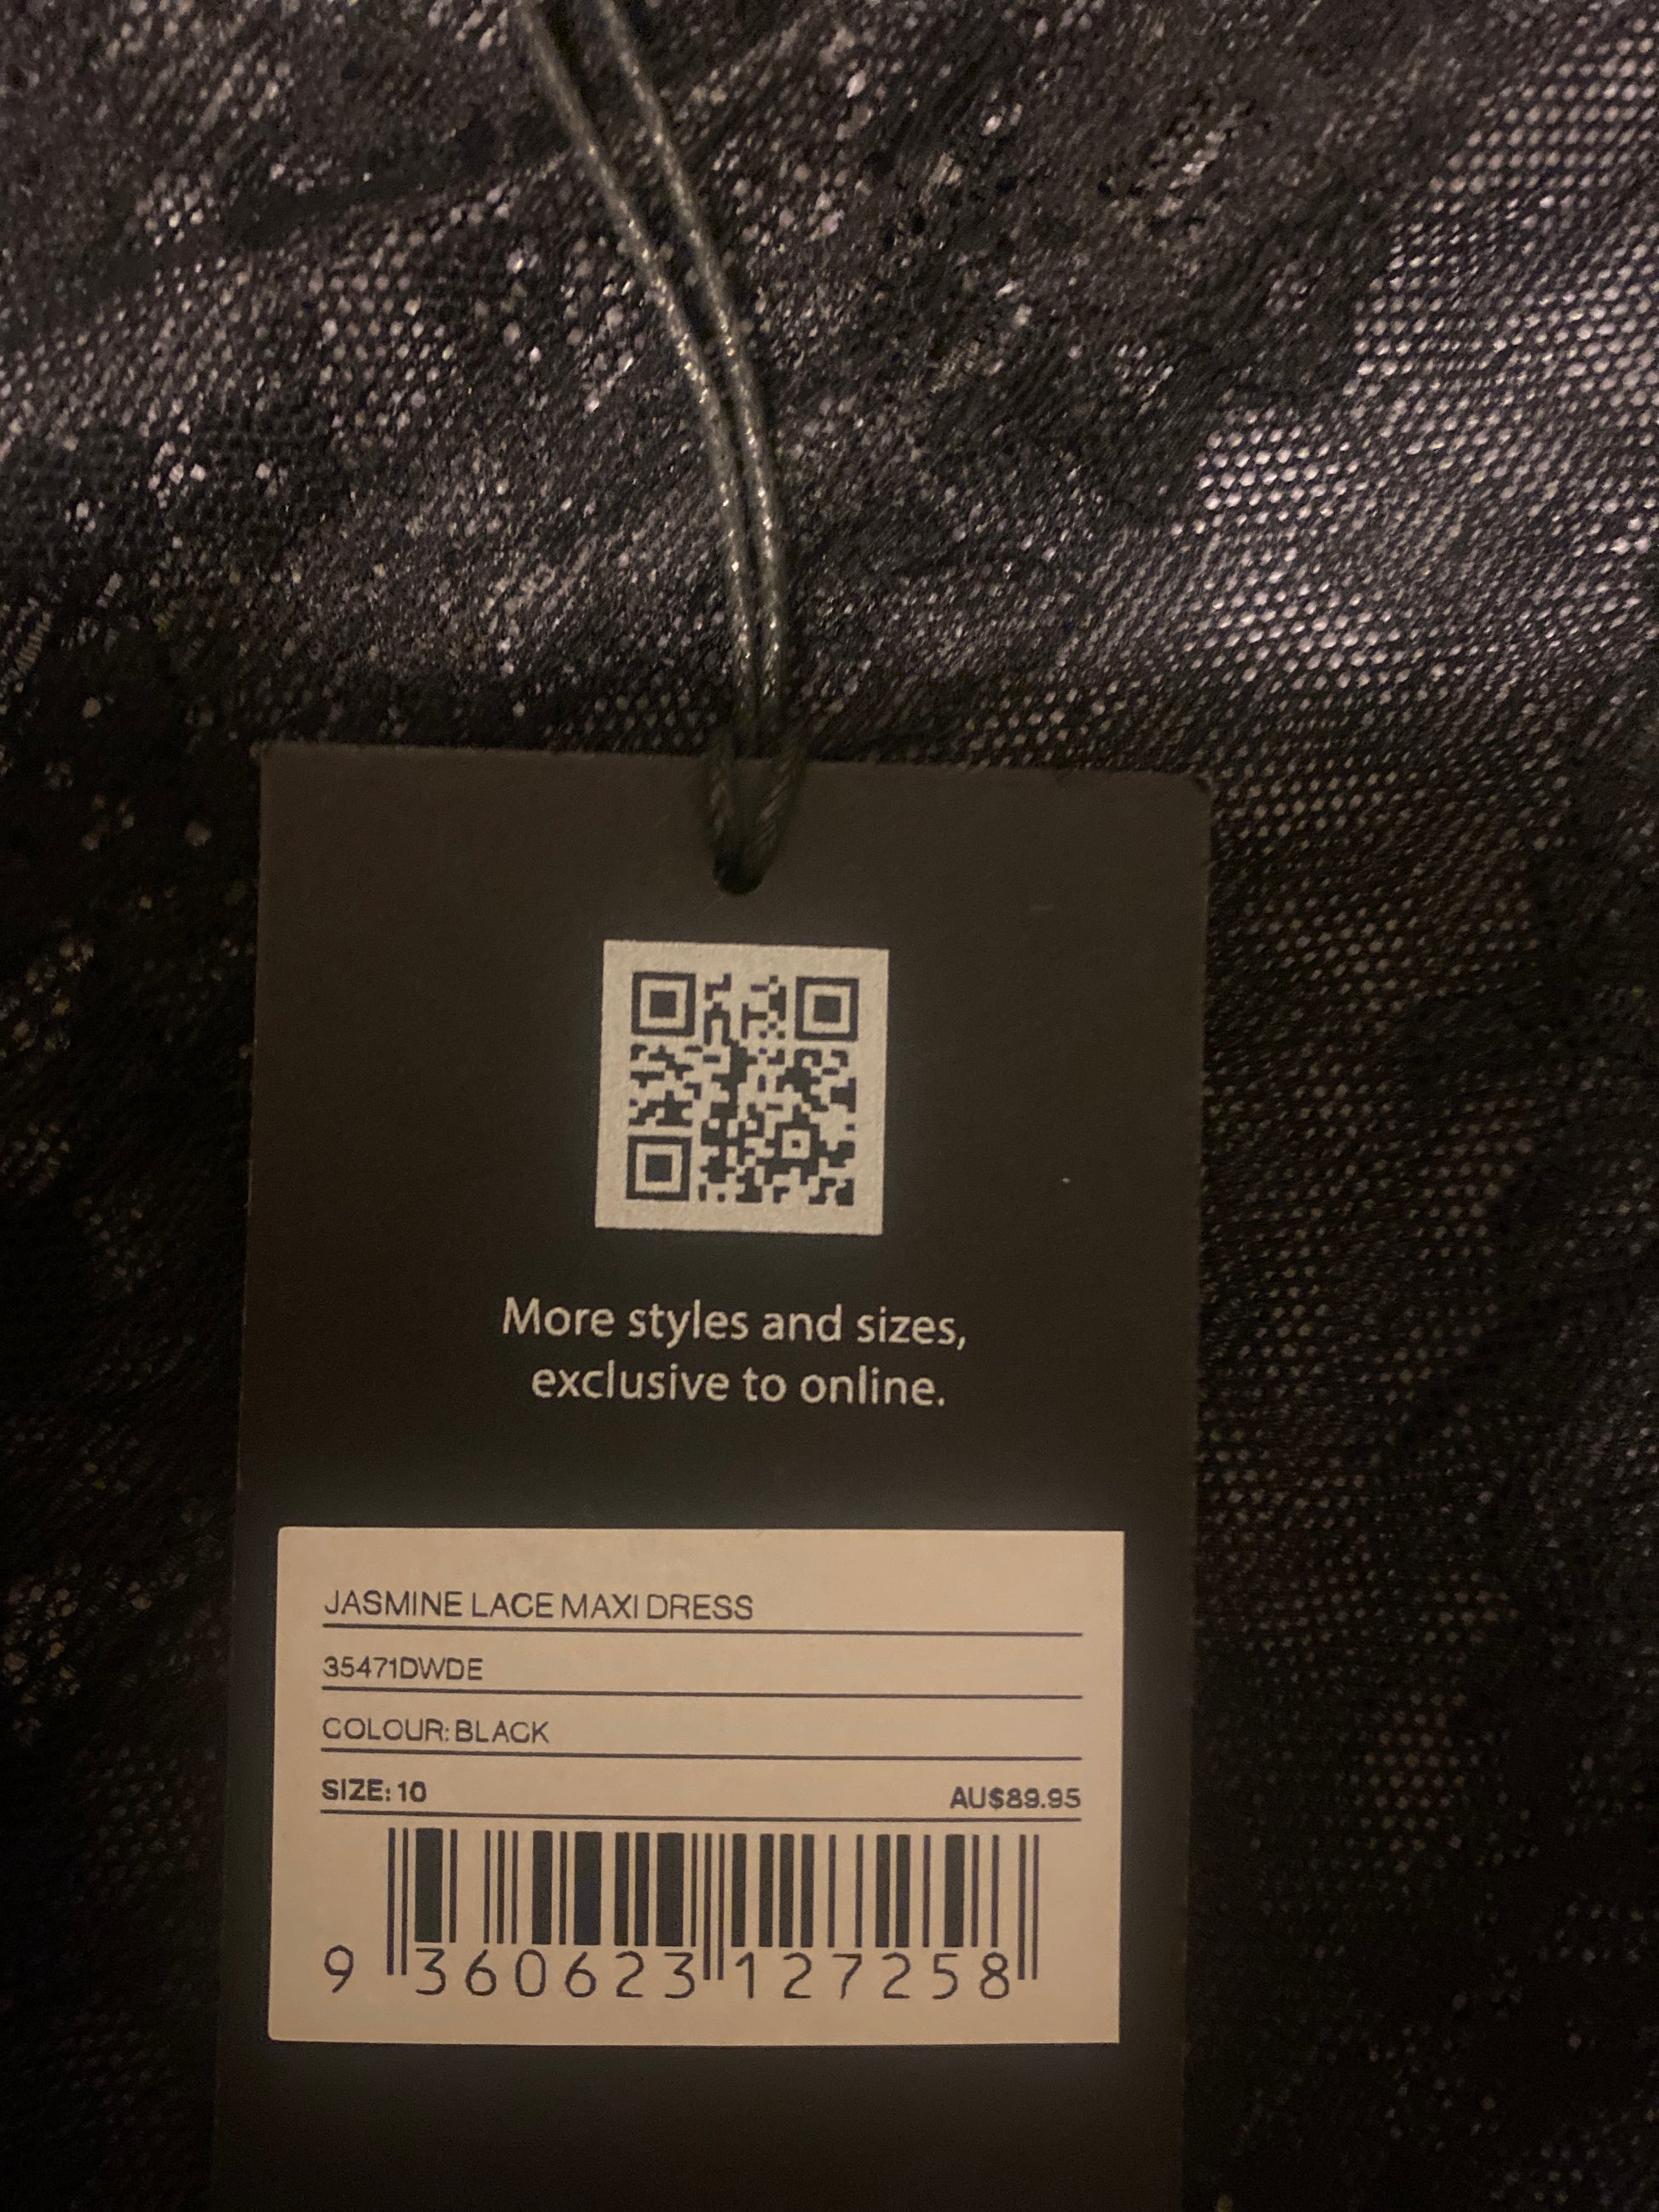 More styles and sizes,
exclusive to online.
JASMINE LACE MAXI DRESS
35471DWDE
COLOUR: BLACK
SIZE: 10 AU$89.95
9 360623 127258